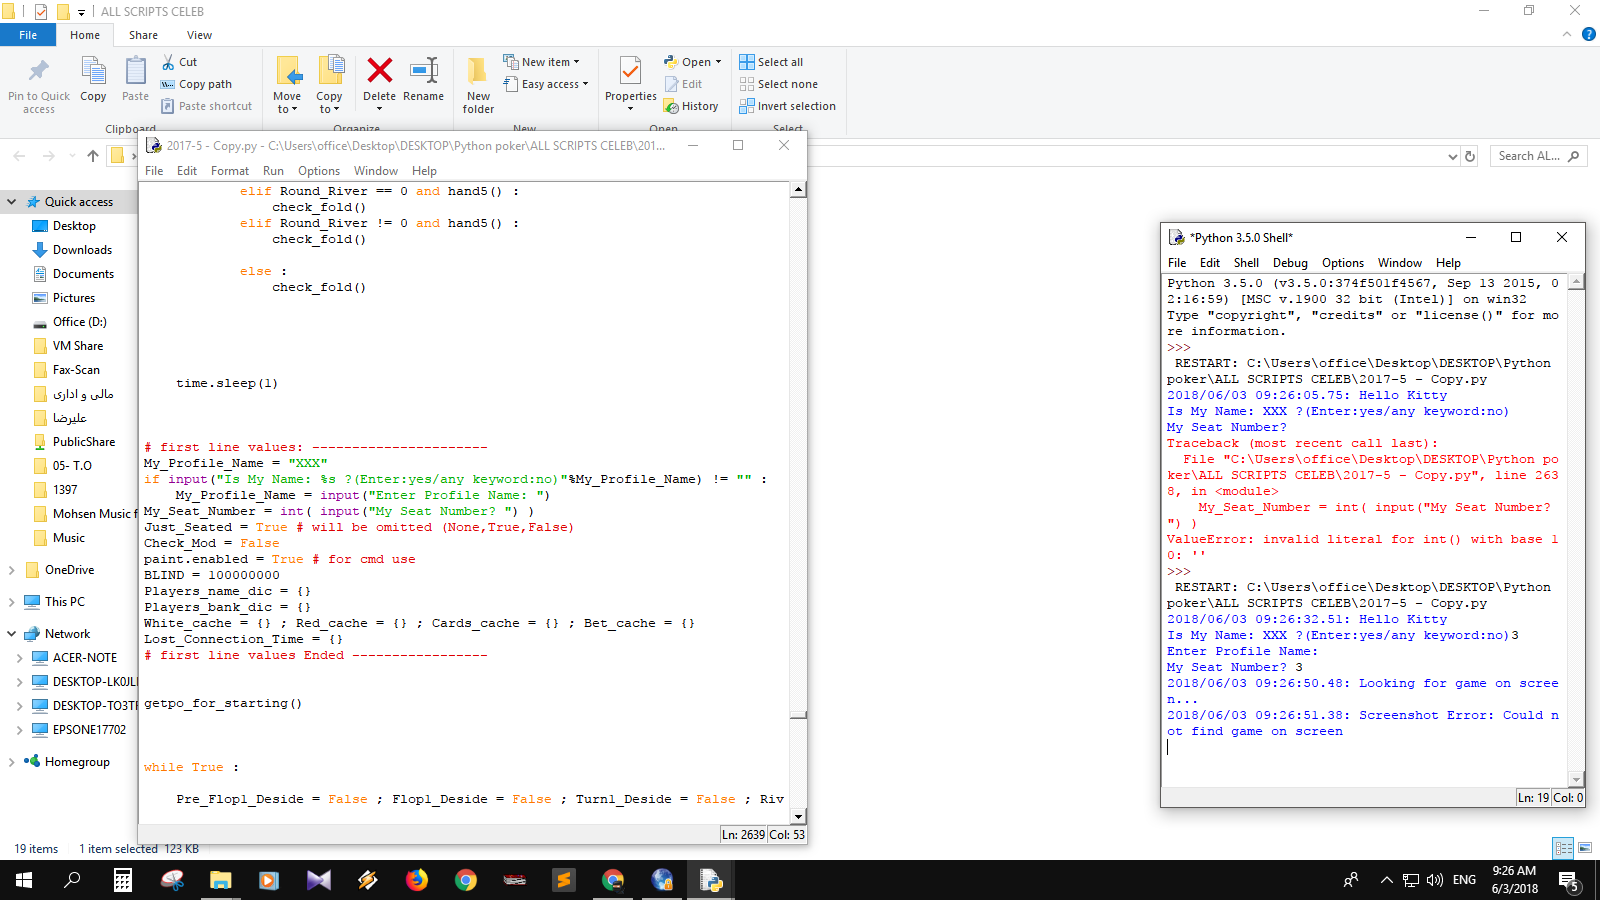 ALL SCRIPTS CELEB
File Home Share View
Pin to Quick access
Copy
Paste
Cut
Copy path
Paste shortcut
Clipboard
Move to
Copy to
Delete
Rename
Organize
New folder
New item
Easy access
New
Properties
Open
Edit
History
Open
Select all
Select none
Invert selection
Select
Search AL...
Quick access
Desktop
Downloads
Documents
Pictures
Office (D:)
VM Share
Fax-Scan
مالی و اداری
علیرضا
PublicShare
05- T.O
1397
Mohsen Music f
Music
OneDrive
This PC
Network
ACER-NOTE
DESKTOP-LK0JLI
DESKTOP-TO3TF
EPSONE17702
Homegroup
19 items 1 item selected 123 KB
2017-5 - Copy.py - C:\Users\office\Desktop\DESKTOP\Python poker\ALL SCRIPTS CELEB\201...
File Edit Format Run Options Window Help
elif Round_River == 0 and hand5() :
check_fold()
elif Round_River != 0 and hand5() :
check_fold()
else :
check_fold()
time.sleep(1)
# first line values: ----------------------
My_Profile_Name = "XXX"
if input("Is My Name: %s ?(Enter:yes/any keyword:no)"%My_Profile_Name) != "" :
My_Profile_Name = input("Enter Profile Name: ")
My_Seat_Number = int( input("My Seat Number? ") )
Just_Seated = True # will be omitted (None,True,False)
Check_Mod = False
paint.enabled = True # for cmd use
BLIND = 100000000
Players_name_dic = {}
Players_bank_dic = {}
White_cache = {} ; Red_cache = {} ; Cards_cache = {} ; Bet_cache = {}
Lost_Connection_Time = {}
# first line values Ended -----------------
getpo_for_starting()
while True :
Pre_Flop1_Deside = False ; Flop1_Deside = False ; Turn1_Deside = False ; Riv
Ln: 2639 Col: 53
*Python 3.5.0 Shell*
File Edit Shell Debug Options Window Help
Python 3.5.0 (v3.5.0:374f501f4567, Sep 13 2015, 0
2:16:59) [MSC v.1900 32 bit (Intel)] on win32
Type "copyright", "credits" or "license()" for mo
re information.
>>>
RESTART: C:\Users\office\Desktop\DESKTOP\Python
poker\ALL SCRIPTS CELEB\2017-5 - Copy.py
2018/06/03 09:26:05.75: Hello Kitty
Is My Name: XXX ?(Enter:yes/any keyword:no)
My Seat Number?
Traceback (most recent call last):
File "C:\Users\office\Desktop\DESKTOP\Python po
ker\ALL SCRIPTS CELEB\2017-5 - Copy.py", line 263
8, in <module>
My_Seat_Number = int( input("My Seat Number?
") )
ValueError: invalid literal for int() with base 1
0: ''
>>>
RESTART: C:\Users\office\Desktop\DESKTOP\Python
poker\ALL SCRIPTS CELEB\2017-5 - Copy.py
2018/06/03 09:26:32.51: Hello Kitty
Is My Name: XXX ?(Enter:yes/any keyword:no)3
Enter Profile Name:
My Seat Number? 3
2018/06/03 09:26:50.48: Looking for game on scree
n...
2018/06/03 09:26:51.38: Screenshot Error: Could n
ot find game on screen
Ln: 19 Col: 0
ENG
9:26 AM
6/3/2018
5